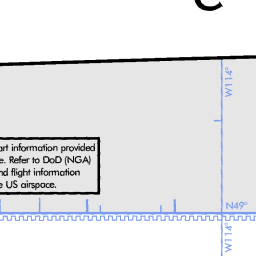 W114°
art information provided
e. Refer to DoD (NGA)
nd flight information
e US airspace.
N49°
W114°